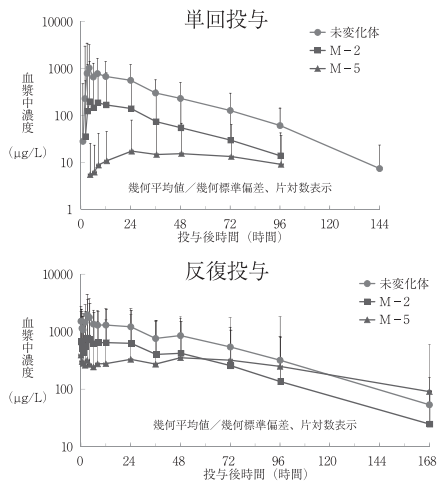 単回投与
10000
1000
100
10
1
血漿中濃度
(µg/L)
未変化体
M－2
M－5
幾何平均値／幾何標準偏差、片対数表示
0 24 48 72 96 120 144
投与後時間（時間）
反復投与
10000
1000
100
10
血漿中濃度
(µg/L)
未変化体
M－2
M－5
幾何平均値／幾何標準偏差、片対数表示
0 24 48 72 96 120 144 168
投与後時間（時間）